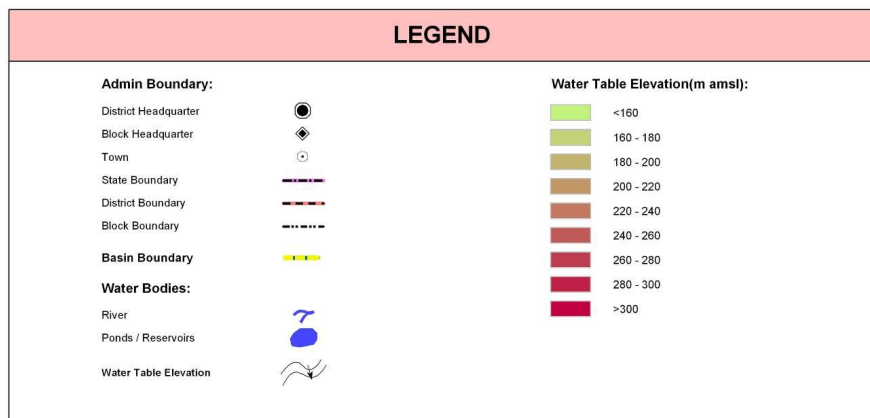 LEGEND
Admin Boundary:
District Headquarter
Block Headquarter
Town
State Boundary
District Boundary
Block Boundary
Basin Boundary
Water Bodies:
River
Ponds / Reservoirs
Water Table Elevation
Water Table Elevation(m amsl):
<160
160 - 180
180 - 200
200 - 220
220 - 240
240 - 260
260 - 280
280 - 300
>300